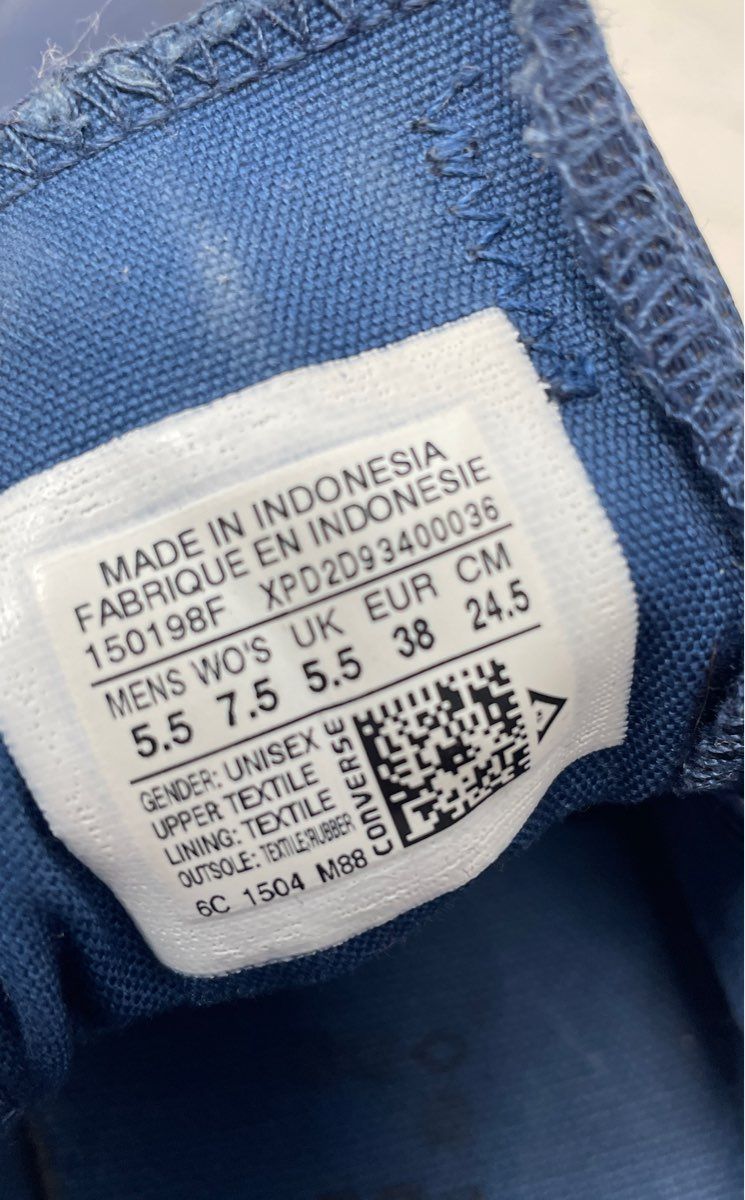 MADE IN INDONESIA
FABRIQUE EN INDONESIE
150198F XPD2D93400036
MENS WO'S UK EUR CM
5.5 7.5 5.5 38 24.5
GENDER: UNISEX
UPPER TEXTILE
LINING: TEXTILE
OUTSOLE: TEXTILE/RUBBER
CONVERSE
6C 1504 M88